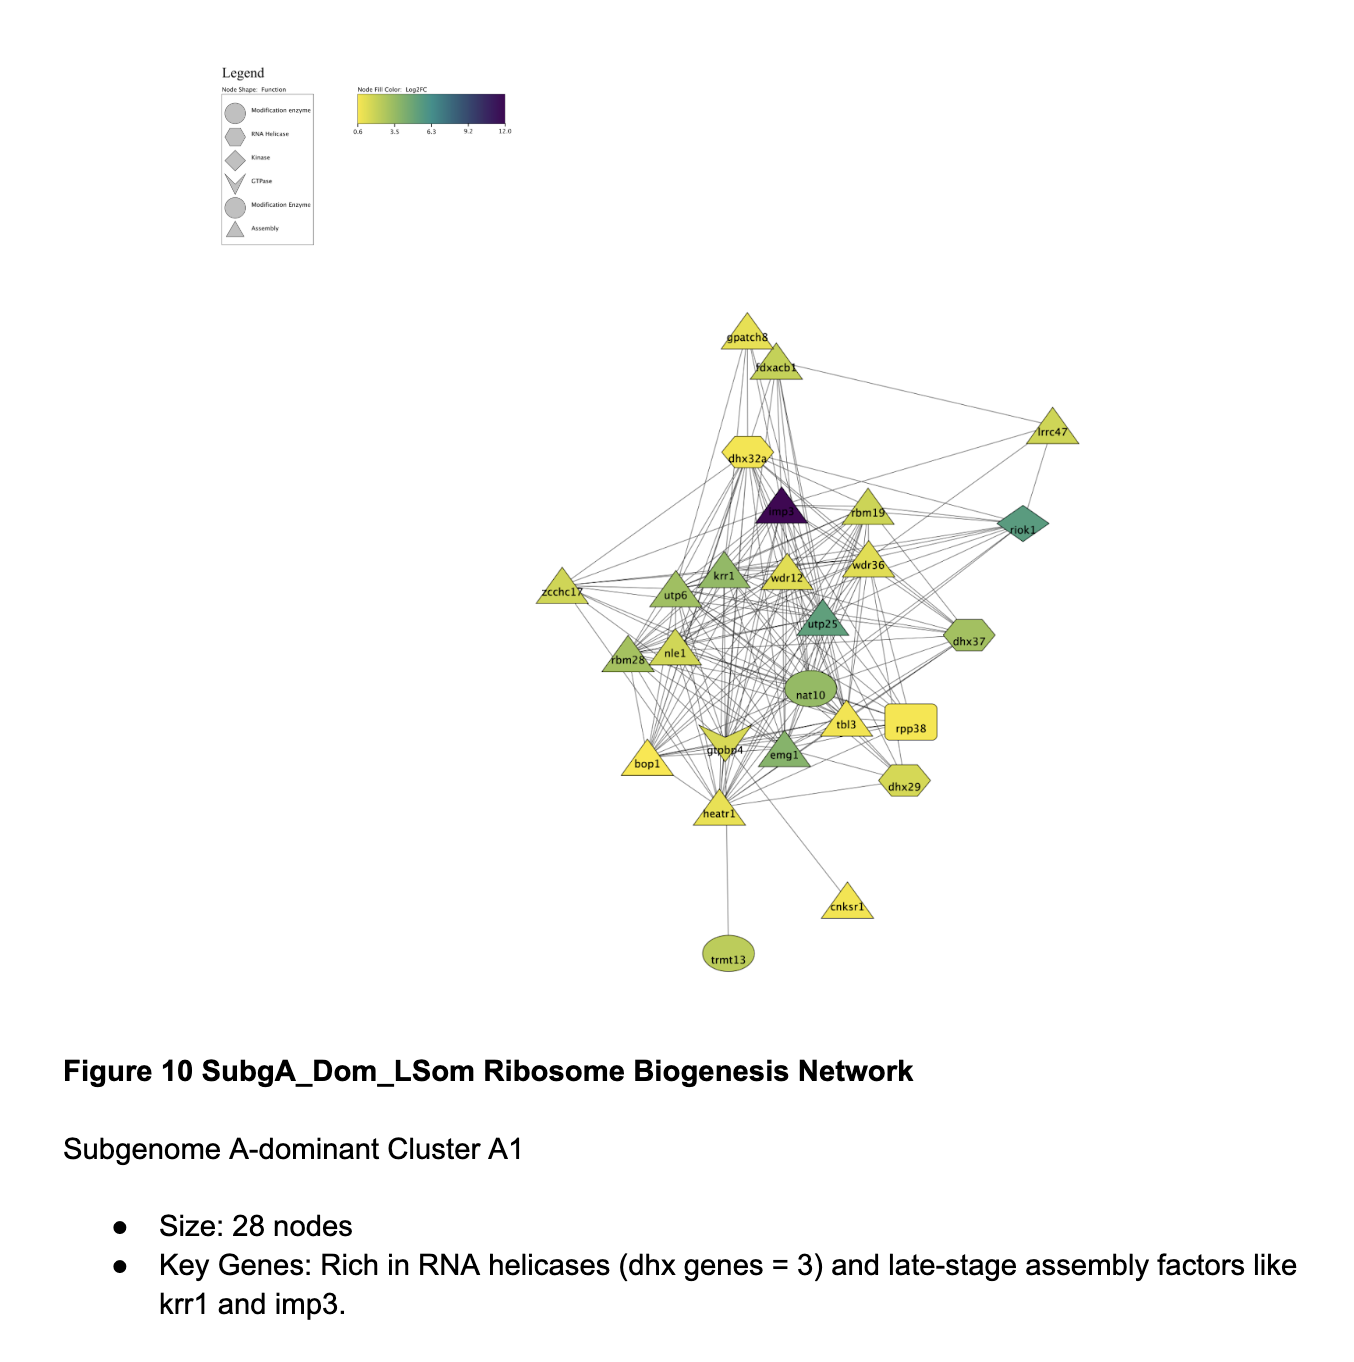 Legend
Node Shape: Function
Modification enzyme
RNA Helicase
Kinase
GTPase
Modification Enzyme
Assembly
Node Fill Color: Log2FC
0.6 3.5 6.3 9.2 12.0
gpatch8
fdxacb1
lrrc47
dhx32a
imp3
rbm19
riok1
wdr36
krr1
wdr12
zcchc17
utp6
utp25
dhx37
nle1
rbm28
nat10
tbl3
rpp38
gtpbp4
emg1
bop1
dhx29
heatr1
cnksr1
trmt13
Figure 10 SubgA_Dom_LSom Ribosome Biogenesis Network
Subgenome A-dominant Cluster A1
● Size: 28 nodes
● Key Genes: Rich in RNA helicases (dhx genes = 3) and late-stage assembly factors like
krr1 and imp3.